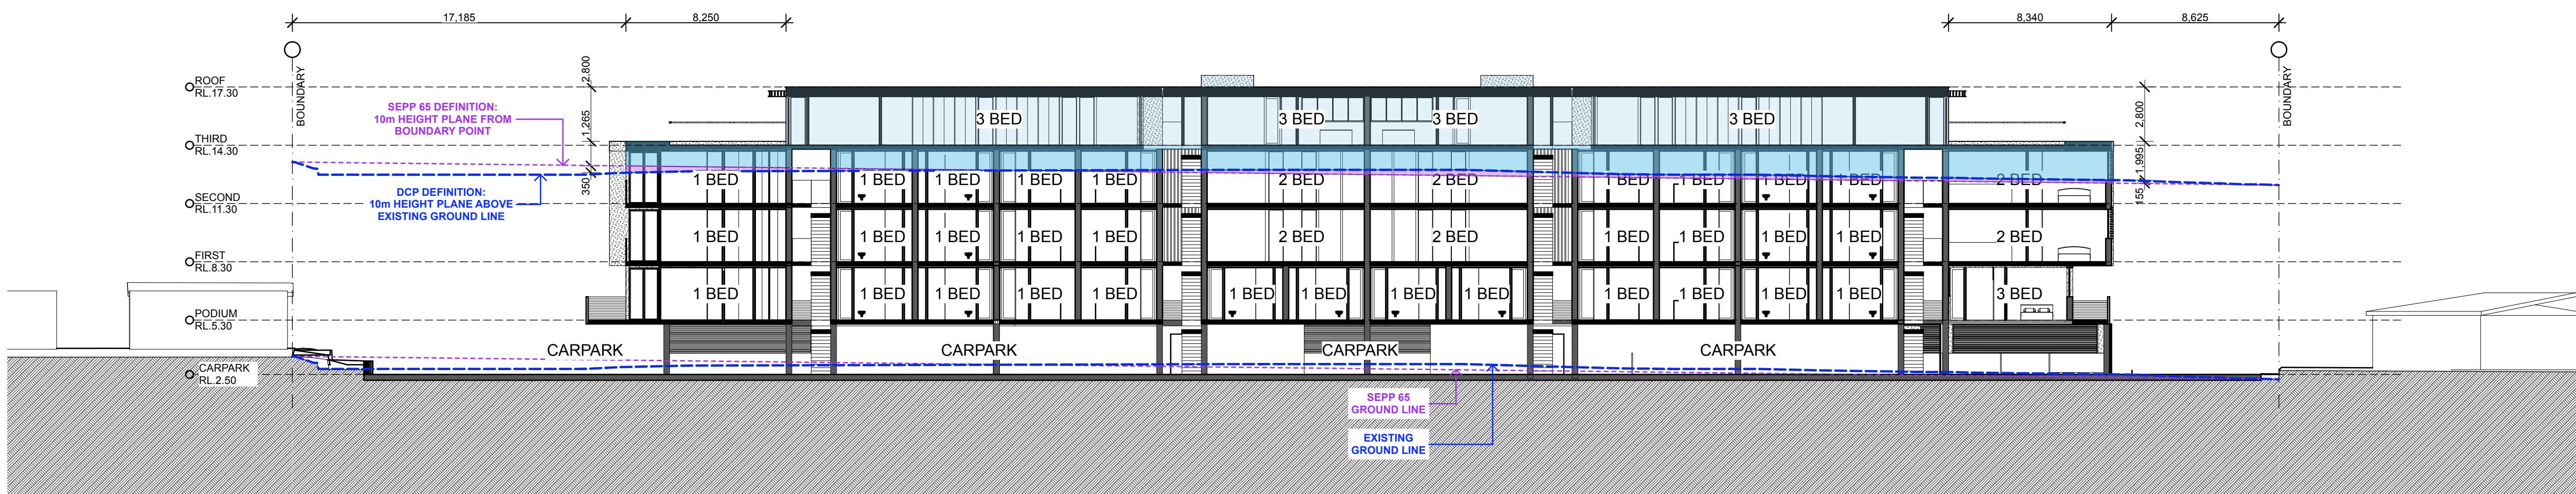 17,185
8,250
8,340
8,625
BOUNDARY
BOUNDARY
ROOF
RL.17.30
THIRD
RL.14.30
SECOND
RL.11.30
FIRST
RL.8.30
PODIUM
RL.5.30
CARPARK
RL.2.50
SEPP 65 DEFINITION:
10m HEIGHT PLANE FROM
BOUNDARY POINT
DCP DEFINITION:
10m HEIGHT PLANE ABOVE
EXISTING GROUND LINE
2,800
1,265
350
2,800
1,995
155
3 BED
3 BED
3 BED
3 BED
1 BED
1 BED
1 BED
1 BED
1 BED
2 BED
2 BED
1 BED
1 BED
1 BED
1 BED
2 BED
1 BED
1 BED
1 BED
1 BED
1 BED
2 BED
2 BED
1 BED
1 BED
1 BED
1 BED
2 BED
1 BED
1 BED
1 BED
1 BED
1 BED
1 BED
1 BED
1 BED
1 BED
1 BED
1 BED
1 BED
1 BED
3 BED
CARPARK
CARPARK
CARPARK
CARPARK
SEPP 65
GROUND LINE
EXISTING
GROUND LINE